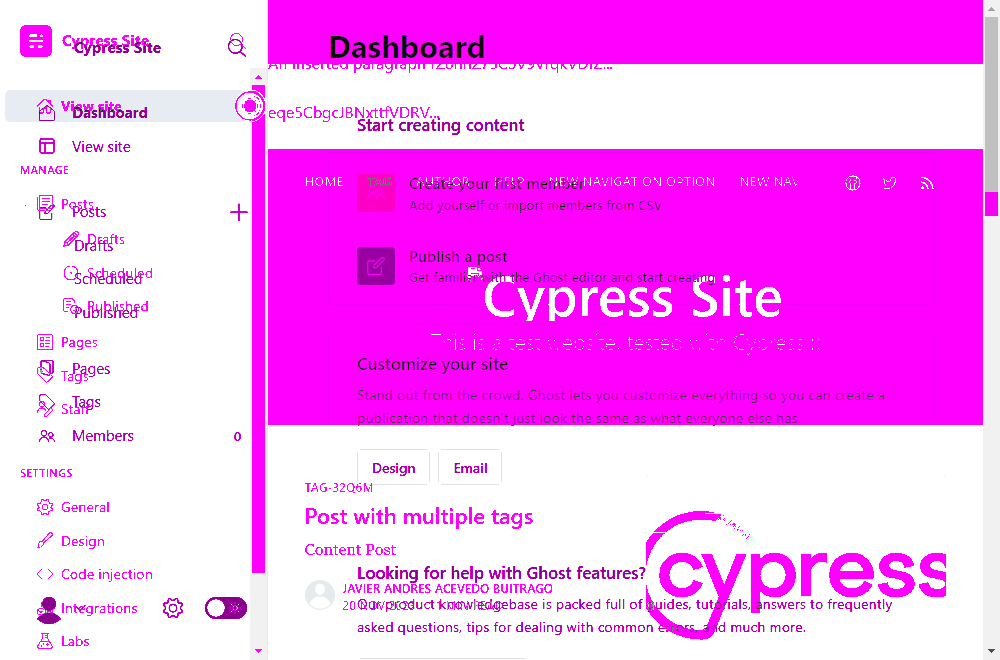 Cypress Site
Cypress Site
View site
Dashboard
View site
MANAGE
Posts
Posts
Drafts
Drafts
Scheduled
Scheduled
Published
Published
Pages
Pages
Tags
Tags
Staff
Members 0
SETTINGS
General
Design
Code injection
Integrations
Labs
Dashboard
An inserted paragraph
eqe5CbgcJBNxttfVDRV...
Start creating content
HOME TAG AUTHOR HELP NEW NAVIGATION OPTION NEW NAV
Create your first member
Add yourself or import members from CSV
Publish a post
Get familiar with the Ghost editor and start creating
Cypress Site
This is a test website, tested with Cypress
Customize your site
Stand out from the crowd. Ghost lets you customize everything so you can create a
publication that doesn't just look the same as what everyone else has.
Design Email
TAG-32Q6M
Post with multiple tags
Content Post
cypress
Looking for help with Ghost features?
JAVIER ANDRES ACEVEDO BUITRAGO
Our product knowledgebase is packed full of guides, tutorials, answers to frequently
asked questions, tips for dealing with common errors, and much more.